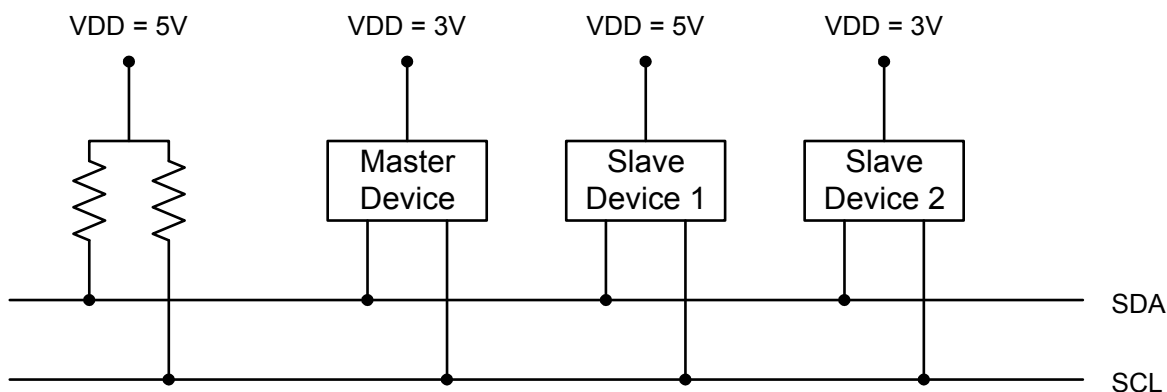 VDD = 5V
VDD = 3V
VDD = 5V
VDD = 3V
Master
Device
Slave
Device 1
Slave
Device 2
SDA
SCL